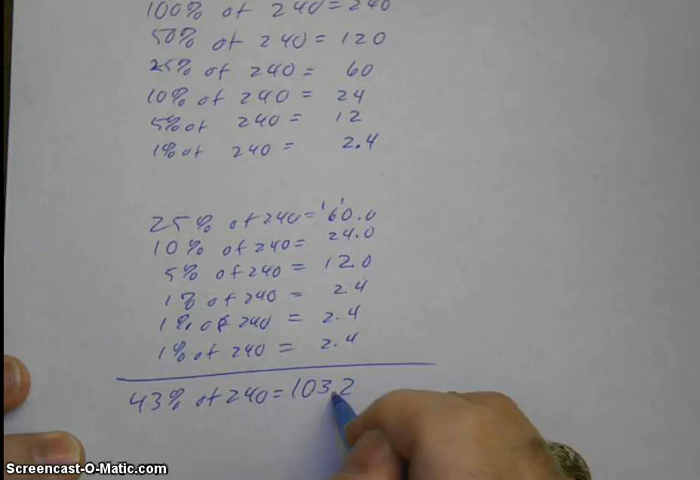 100% of 240 = 240
50% of 240 = 120
25% of 240 = 60
10% of 240 = 24
5% of 240 = 12
1% of 240 = 2.4
25% of 240 = ' 6'0.0
10% of 240 = 24.0
5% of 240 = 12.0
1% of 240 = 2.4
1% of 240 = 2.4
1% of 240 = 2.4
43% of 240 = 103.2
Screencast-O-Matic.com